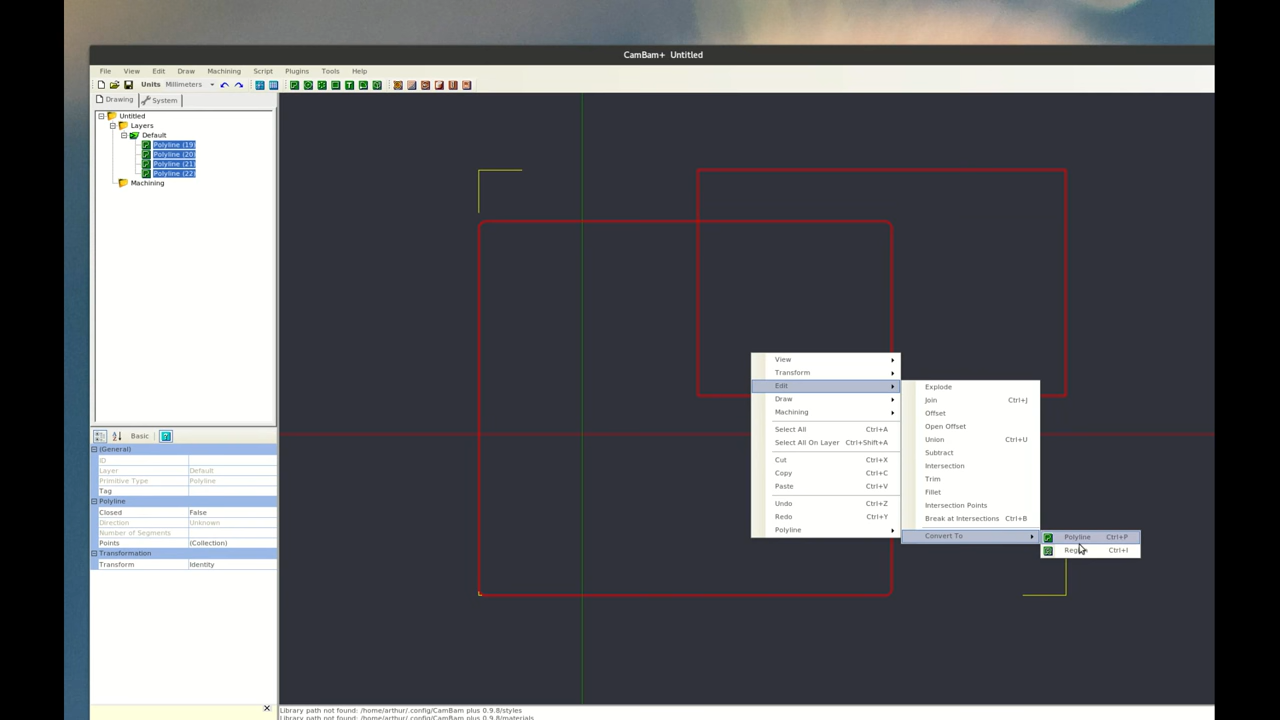 CamBam+ Untitled
File View Edit Draw Machining Script Plugins Tools Help
Units Millimeters
Drawing System
Untitled
Layers
Default
Polyline (19)
Polyline (20)
Polyline (21)
Polyline (22)
Machining
Basic
(General)
ID
Layer Default
Primitive Type Polyline
Tag
Polyline
Closed False
Direction Unknown
Number of Segments
Points (Collection)
Transformation
Transform Identity
View
Transform
Edit
Draw
Machining
Select All Ctrl+A
Select All On Layer Ctrl+Shift+A
Cut Ctrl+X
Copy Ctrl+C
Paste Ctrl+V
Undo Ctrl+Z
Redo Ctrl+Y
Polyline
Explode
Join Ctrl+J
Offset
Open Offset
Union Ctrl+U
Subtract
Intersection
Trim
Fillet
Intersection Points
Break at Intersections Ctrl+B
Convert To
Polyline Ctrl+P
Ctrl+I
Library path not found: /home/arthur/.config/CamBam plus 0.9.8/styles
Library path not found: /home/arthur/.config/CamBam plus 0.9.8/materials